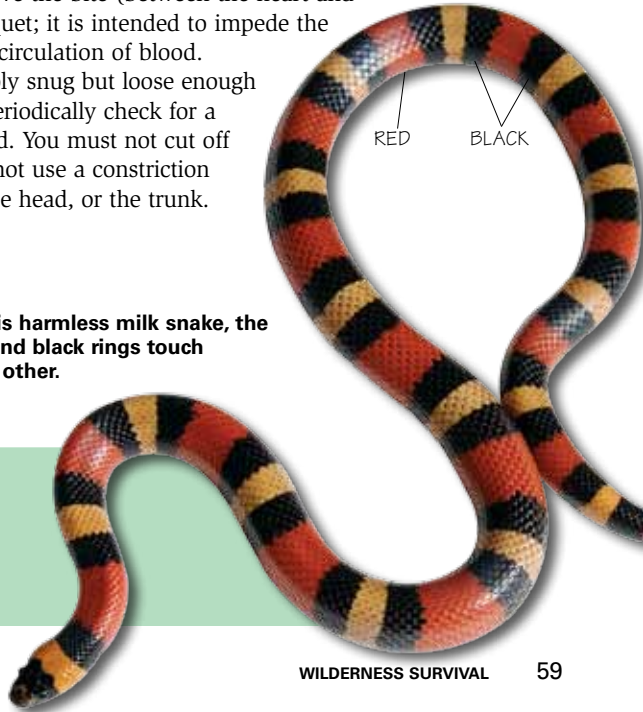 ve the bite (between the heart and
quet; it is intended to impede the
circulation of blood.
bly snug but loose enough
eriodically check for a
d. You must not cut off
not use a constriction
e head, or the trunk.
RED BLACK
is harmless milk snake, the
nd black rings touch
other.
WILDERNESS SURVIVAL 59